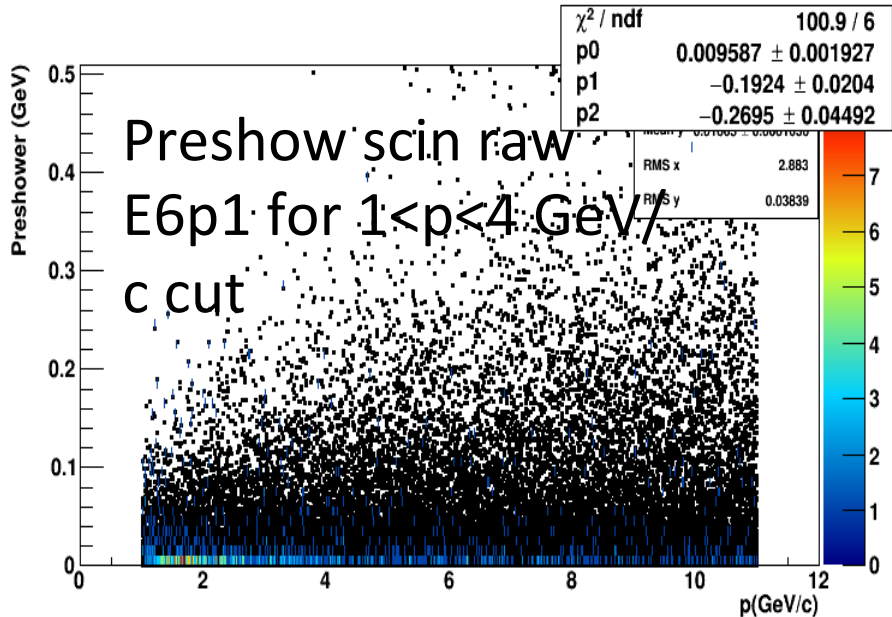 χ² / ndf 100.9 / 6
p0 0.009587 ± 0.001927
p1 −0.1924 ± 0.0204
p2 −0.2695 ± 0.04492
RMS x 2.883
RMS y 0.03839
Preshow scin raw
E6p1 for 1<p<4 GeV/
c cut
Preshower (GeV)
0.5
0.4
0.3
0.2
0.1
0
0 2 4 6 8 10 12
p(GeV/c)
7
6
5
4
3
2
1
0